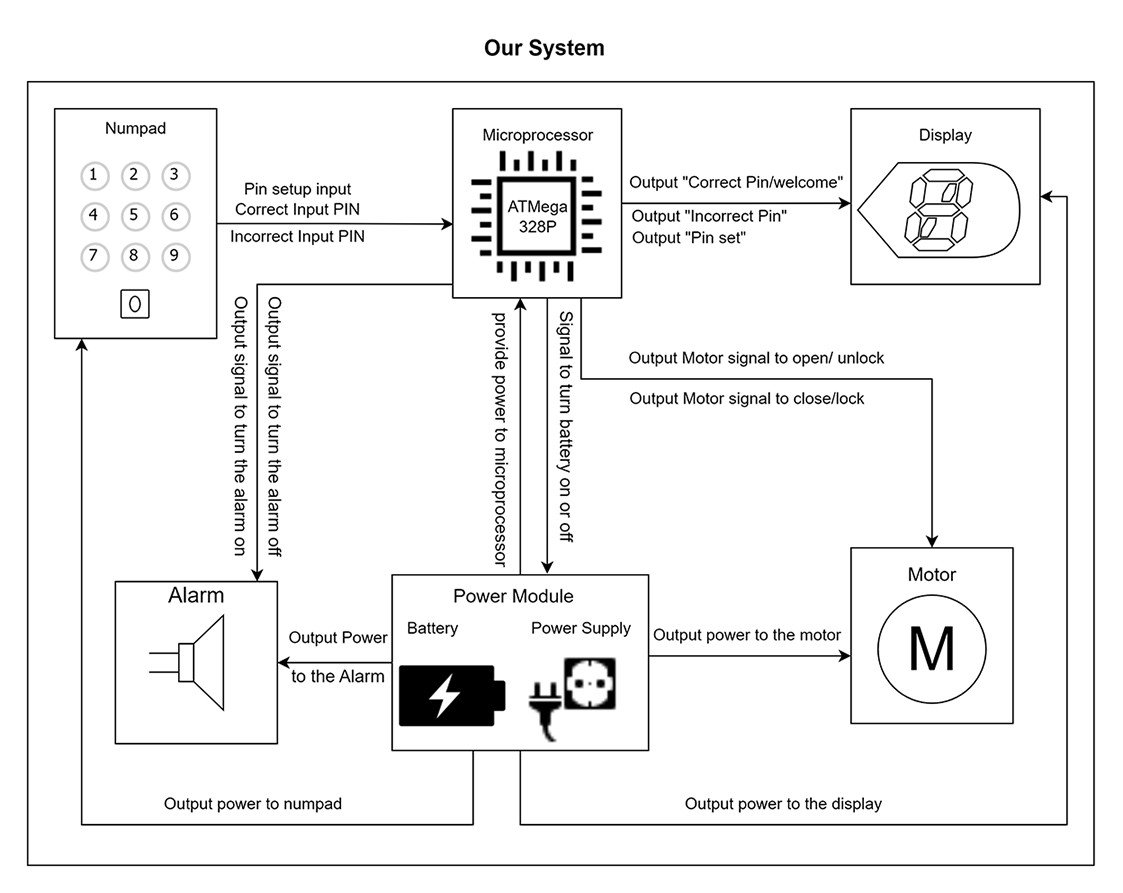 Our System
Numpad
1 2 3
4 5 6
7 8 9
0
Pin setup input
Correct Input PIN
Incorrect Input PIN
Microprocessor
ATMega
328P
Output "Correct Pin/welcome"
Output "Incorrect Pin"
Output "Pin set"
Display
Output signal to turn the alarm on
Output signal to turn the alarm off
provide power to microprocessor
Signal to turn battery on or off
Output Motor signal to open/ unlock
Output Motor signal to close/lock
Alarm
Output Power
to the Alarm
Power Module
Battery
Power Supply
Output power to the motor
Motor
M
Output power to numpad
Output power to the display